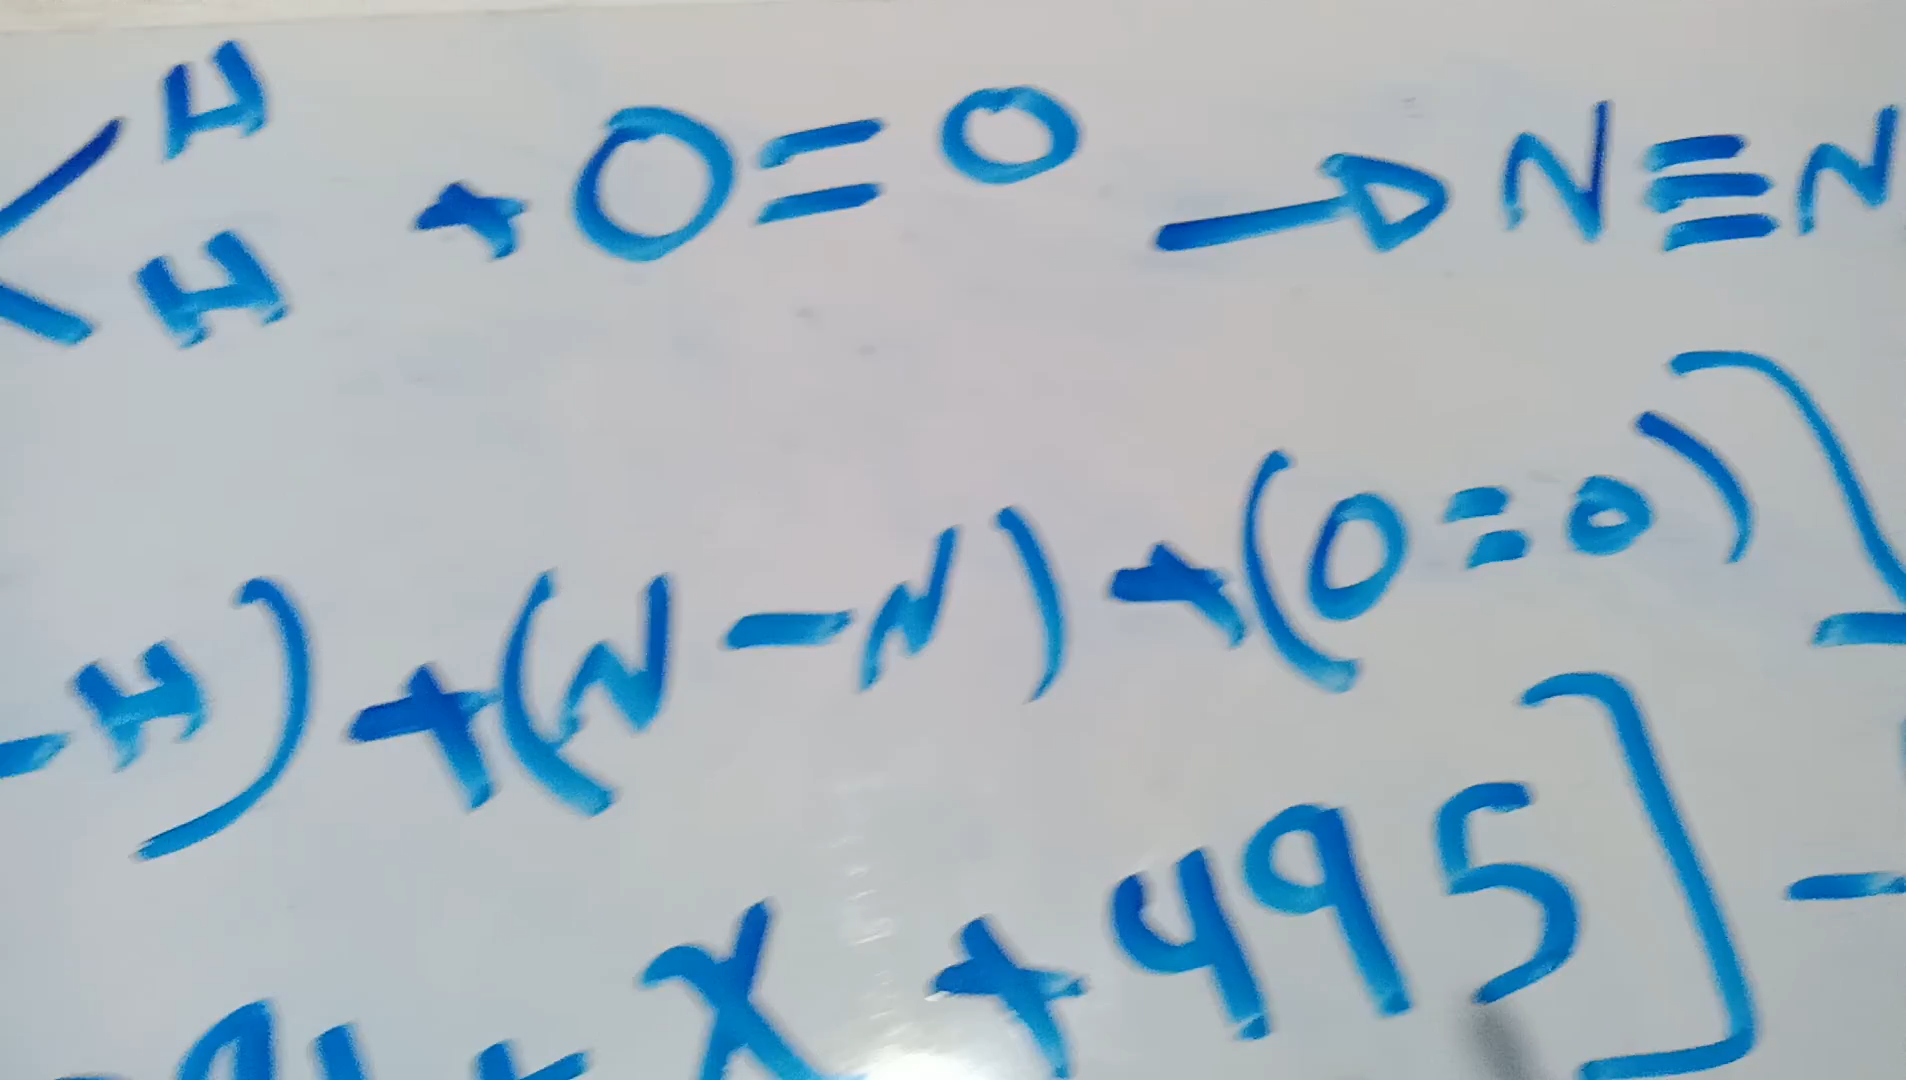 < H H + O = O → N ≡ N
- H ) + ( N - N ) + ( O = O ) ] -
+ x + 495 ] -